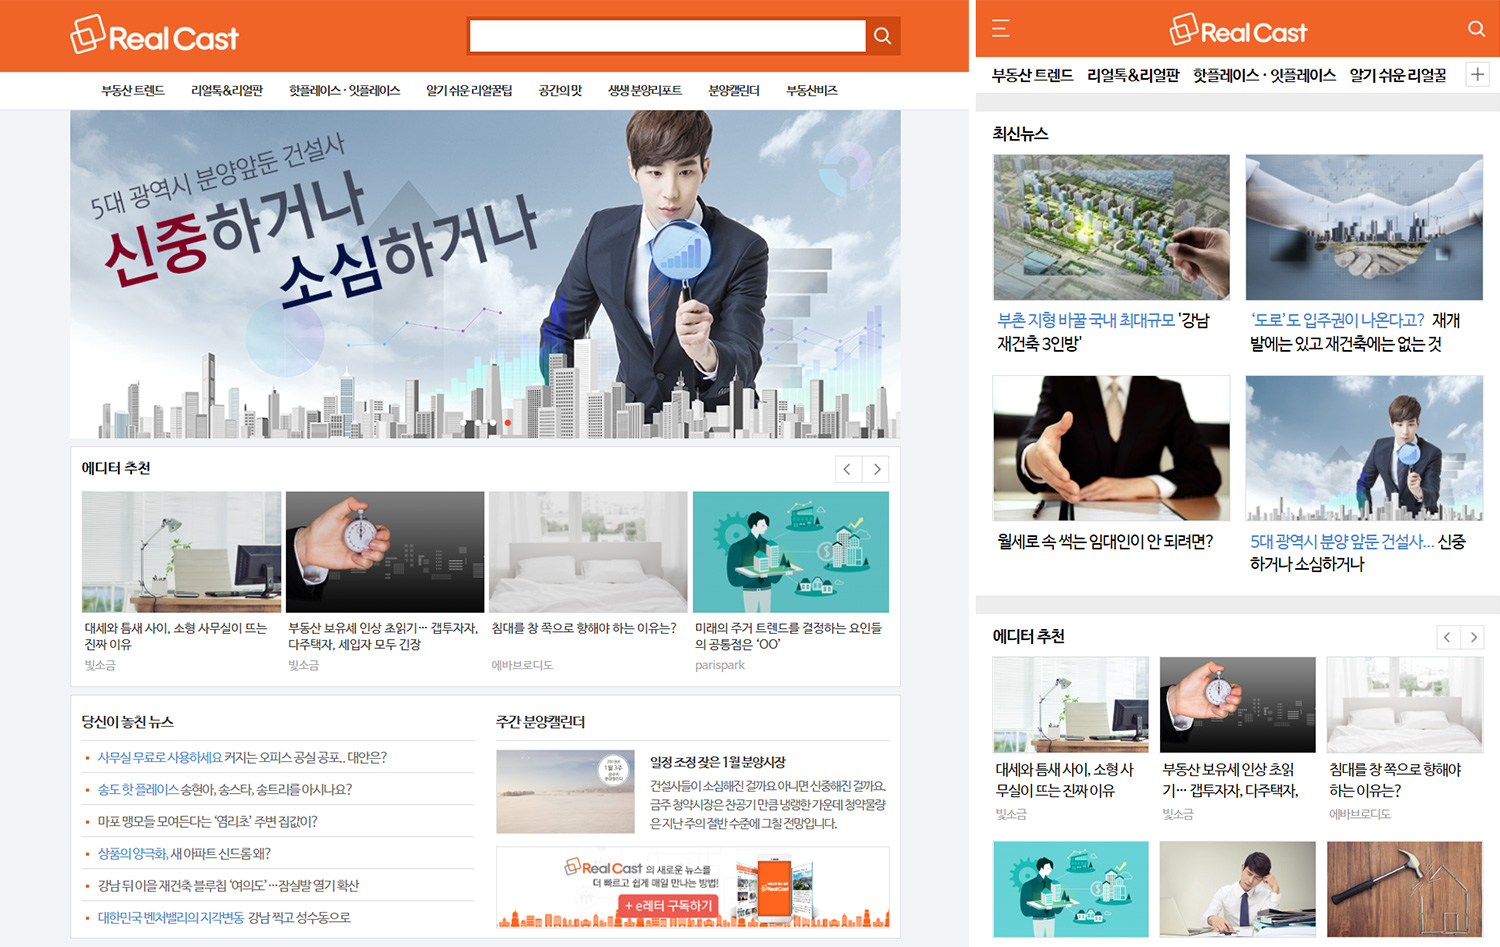 Real Cast
부동산 트렌드 리얼톡&리얼판 핫플레이스·잇플레이스 알기 쉬운 리얼꿀팁 공간의 맛 생생 분양리포트 분양캘린더 부동산비즈
5대 광역시 분양앞둔 건설사
신중하거나
소심하거나
에디터 추천
대세와 틈새 사이, 소형 사무실이 뜨는
진짜 이유
빛소금
부동산 보유세 인상 초읽기… 갭투자자,
다주택자, 세입자 모두 긴장
빛소금
침대를 창 쪽으로 향해야 하는 이유는?
에바브로디도
미래의 주거 트렌드를 결정하는 요인들
의 공통점은 ‘OO’
parispark
당신이 놓친 뉴스
사무실 무료로 사용하세요 커지는 오피스 공실 공포.. 대안은?
송도 핫 플레이스 송현아, 송스타, 송트리를 아시나요?
마포 맹모들 모여든다는 ‘염리초’ 주변 집값이?
상품의 양극화, 새 아파트 신드롬 왜?
강남 뒤 이을 재건축 블루칩 ‘여의도’…잠실발 열기 확산
대한민국 벤처밸리의 지각변동 강남 찍고 성수동으로
주간 분양캘린더
1월 3주
일정 조정 잦은 1월 분양시장
건설사들이 소심해진 걸까요 아니면 신중해진 걸까요.
금주 청약시장은 찬공기 만큼 냉랭한 가운데 청약물량
은 지난 주의 절반 수준에 그칠 전망입니다.
Real Cast 의 새로운 뉴스를
더 빠르고 쉽게 매일 만나는 방법!
+ e레터 구독하기
Real Cast
Real Cast
부동산 트렌드 리얼톡&리얼판 핫플레이스·잇플레이스 알기 쉬운 리얼꿀
최신뉴스
부촌 지형 바꿀 국내 최대규모 '강남
재건축 3인방'
‘도로’도 입주권이 나온다고? 재개
발에는 있고 재건축에는 없는 것
월세로 속 썩는 임대인이 안 되려면?
5대 광역시 분양 앞둔 건설사... 신중
하거나 소심하거나
에디터 추천
대세와 틈새 사이, 소형 사
무실이 뜨는 진짜 이유
빛소금
부동산 보유세 인상 초읽
기… 갭투자자, 다주택자,
빛소금
침대를 창 쪽으로 향해야
하는 이유는?
에바브로디도